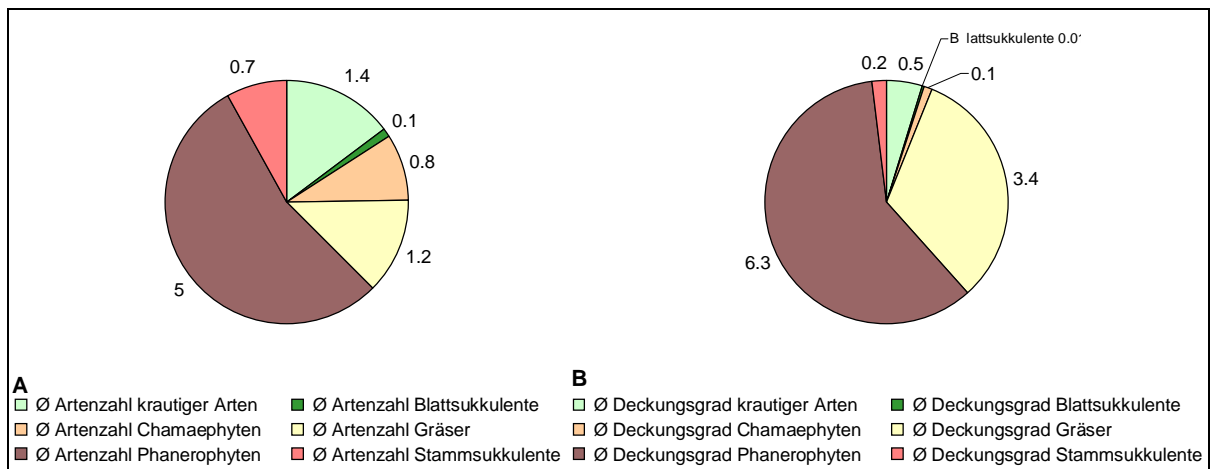 B lattsukkulente 0.01
0.7
1.4
0.2
0.5
0.1
0.1
0.8
3.4
1.2
6.3
5
A
B
Ø Artenzahl krautiger Arten
Ø Artenzahl Blattsukkulente
Ø Deckungsgrad krautiger Arten
Ø Deckungsgrad Blattsukkulente
Ø Artenzahl Chamaephyten
Ø Artenzahl Gräser
Ø Deckungsgrad Chamaephyten
Ø Deckungsgrad Gräser
Ø Artenzahl Phanerophyten
Ø Artenzahl Stammsukkulente
Ø Deckungsgrad Phanerophyten
Ø Deckungsgrad Stammsukkulente